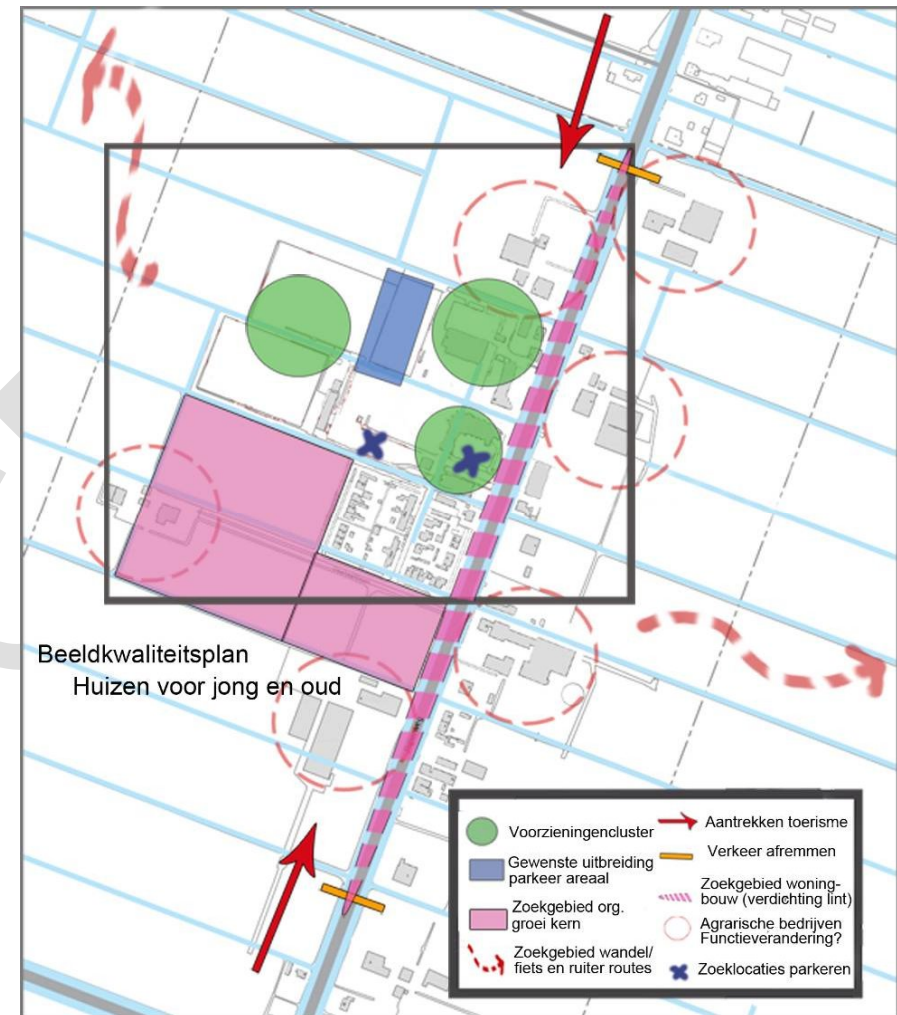 Beeldkwaliteitsplan
Huizen voor jong en oud
Voorzieningencluster
Gewenste uitbreiding
parkeer areaal
Zoekgebied org.
groei kern
Zoekgebied wandel/
fiets en ruiter routes
Aantrekken toerisme
Verkeer afremmen
Zoekgebied woning-
bouw (verdichting lint)
Agrarische bedrijven
Functieverandering?
Zoeklocaties parkeren